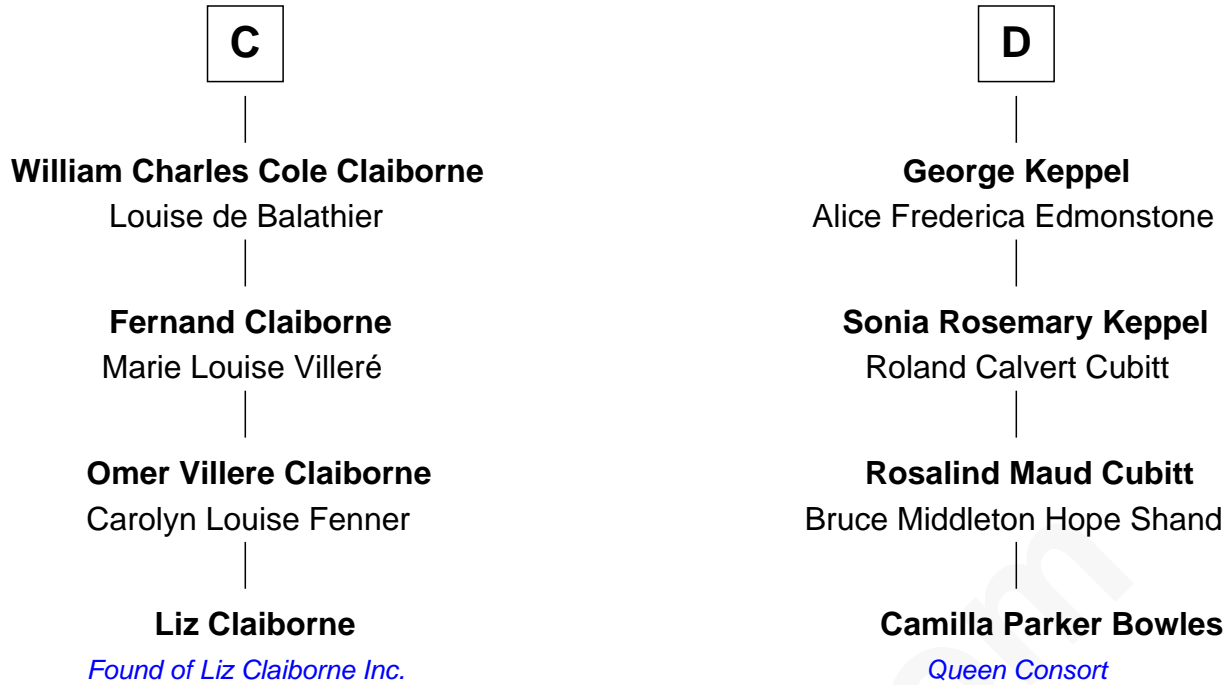 C
William Charles Cole Claiborne
Louise de Balathier
Fernand Claiborne
Marie Louise Villeré
Omer Villere Claiborne
Carolyn Louise Fenner
Liz Claiborne
Found of Liz Claiborne Inc.
D
George Keppel
Alice Frederica Edmonstone
Sonia Rosemary Keppel
Roland Calvert Cubitt
Rosalind Maud Cubitt
Bruce Middleton Hope Shand
Camilla Parker Bowles
Queen Consort